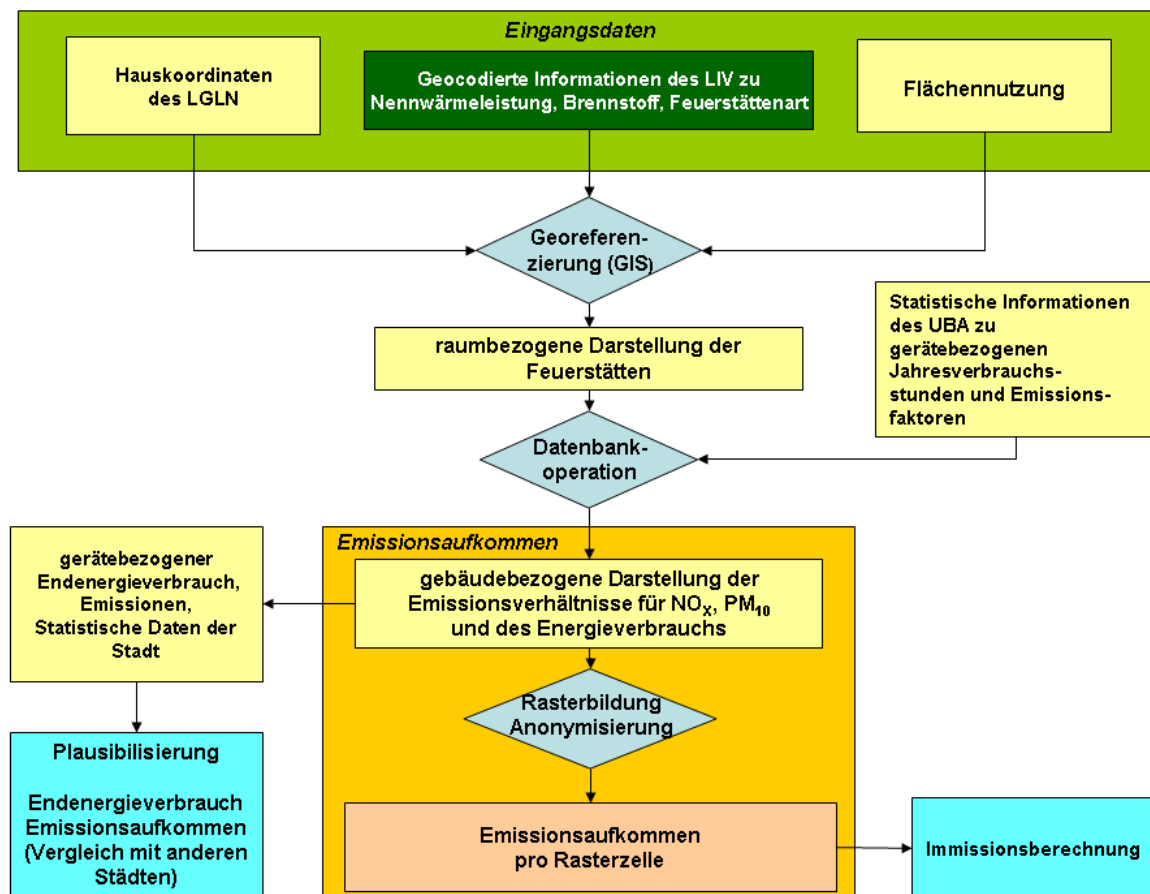 Eingangsdaten
Hauskoordinaten
des LGLN
Geocodierte Informationen des LIV zu
Nennwärmeleistung, Brennstoff, Feuerstättenart
Flächennutzung
Georeferen-
zierung (GIS)
raumbezogene Darstellung der
Feuerstätten
Statistische Informationen
des UBA zu
gerätebezogenen
Jahresverbrauchs-
stunden und Emissions-
faktoren
Datenbank-
operation
Emissionsaufkommen
gebäudebezogene Darstellung der
Emissionsverhältnisse für NOX, PM10
und des Energieverbrauchs
gerätebezogener
Endenergieverbrauch,
Emissionen,
Statistische Daten der
Stadt
Rasterbildung
Anonymisierung
Plausibilisierung
Endenergieverbrauch
Emissionsaufkommen
(Vergleich mit anderen
Städten)
Emissionsaufkommen
pro Rasterzelle
Immissionsberechnung